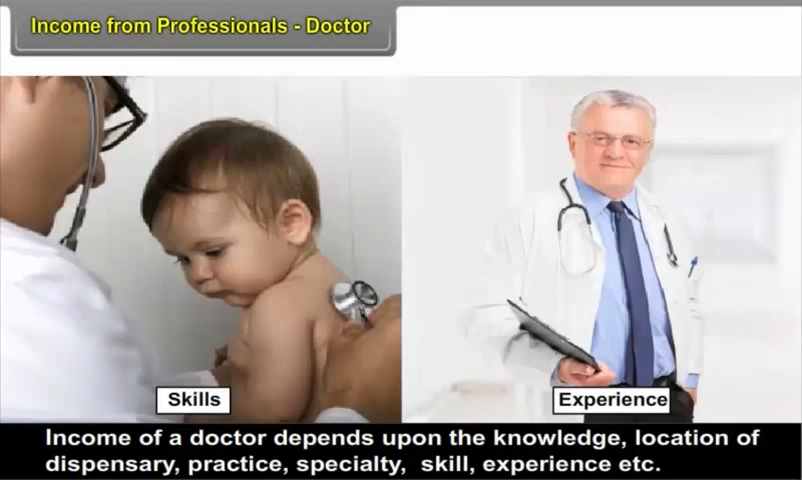 Income from Professionals - Doctor
Skills
Experience
Income of a doctor depends upon the knowledge, location of
dispensary, practice, specialty, skill, experience etc.